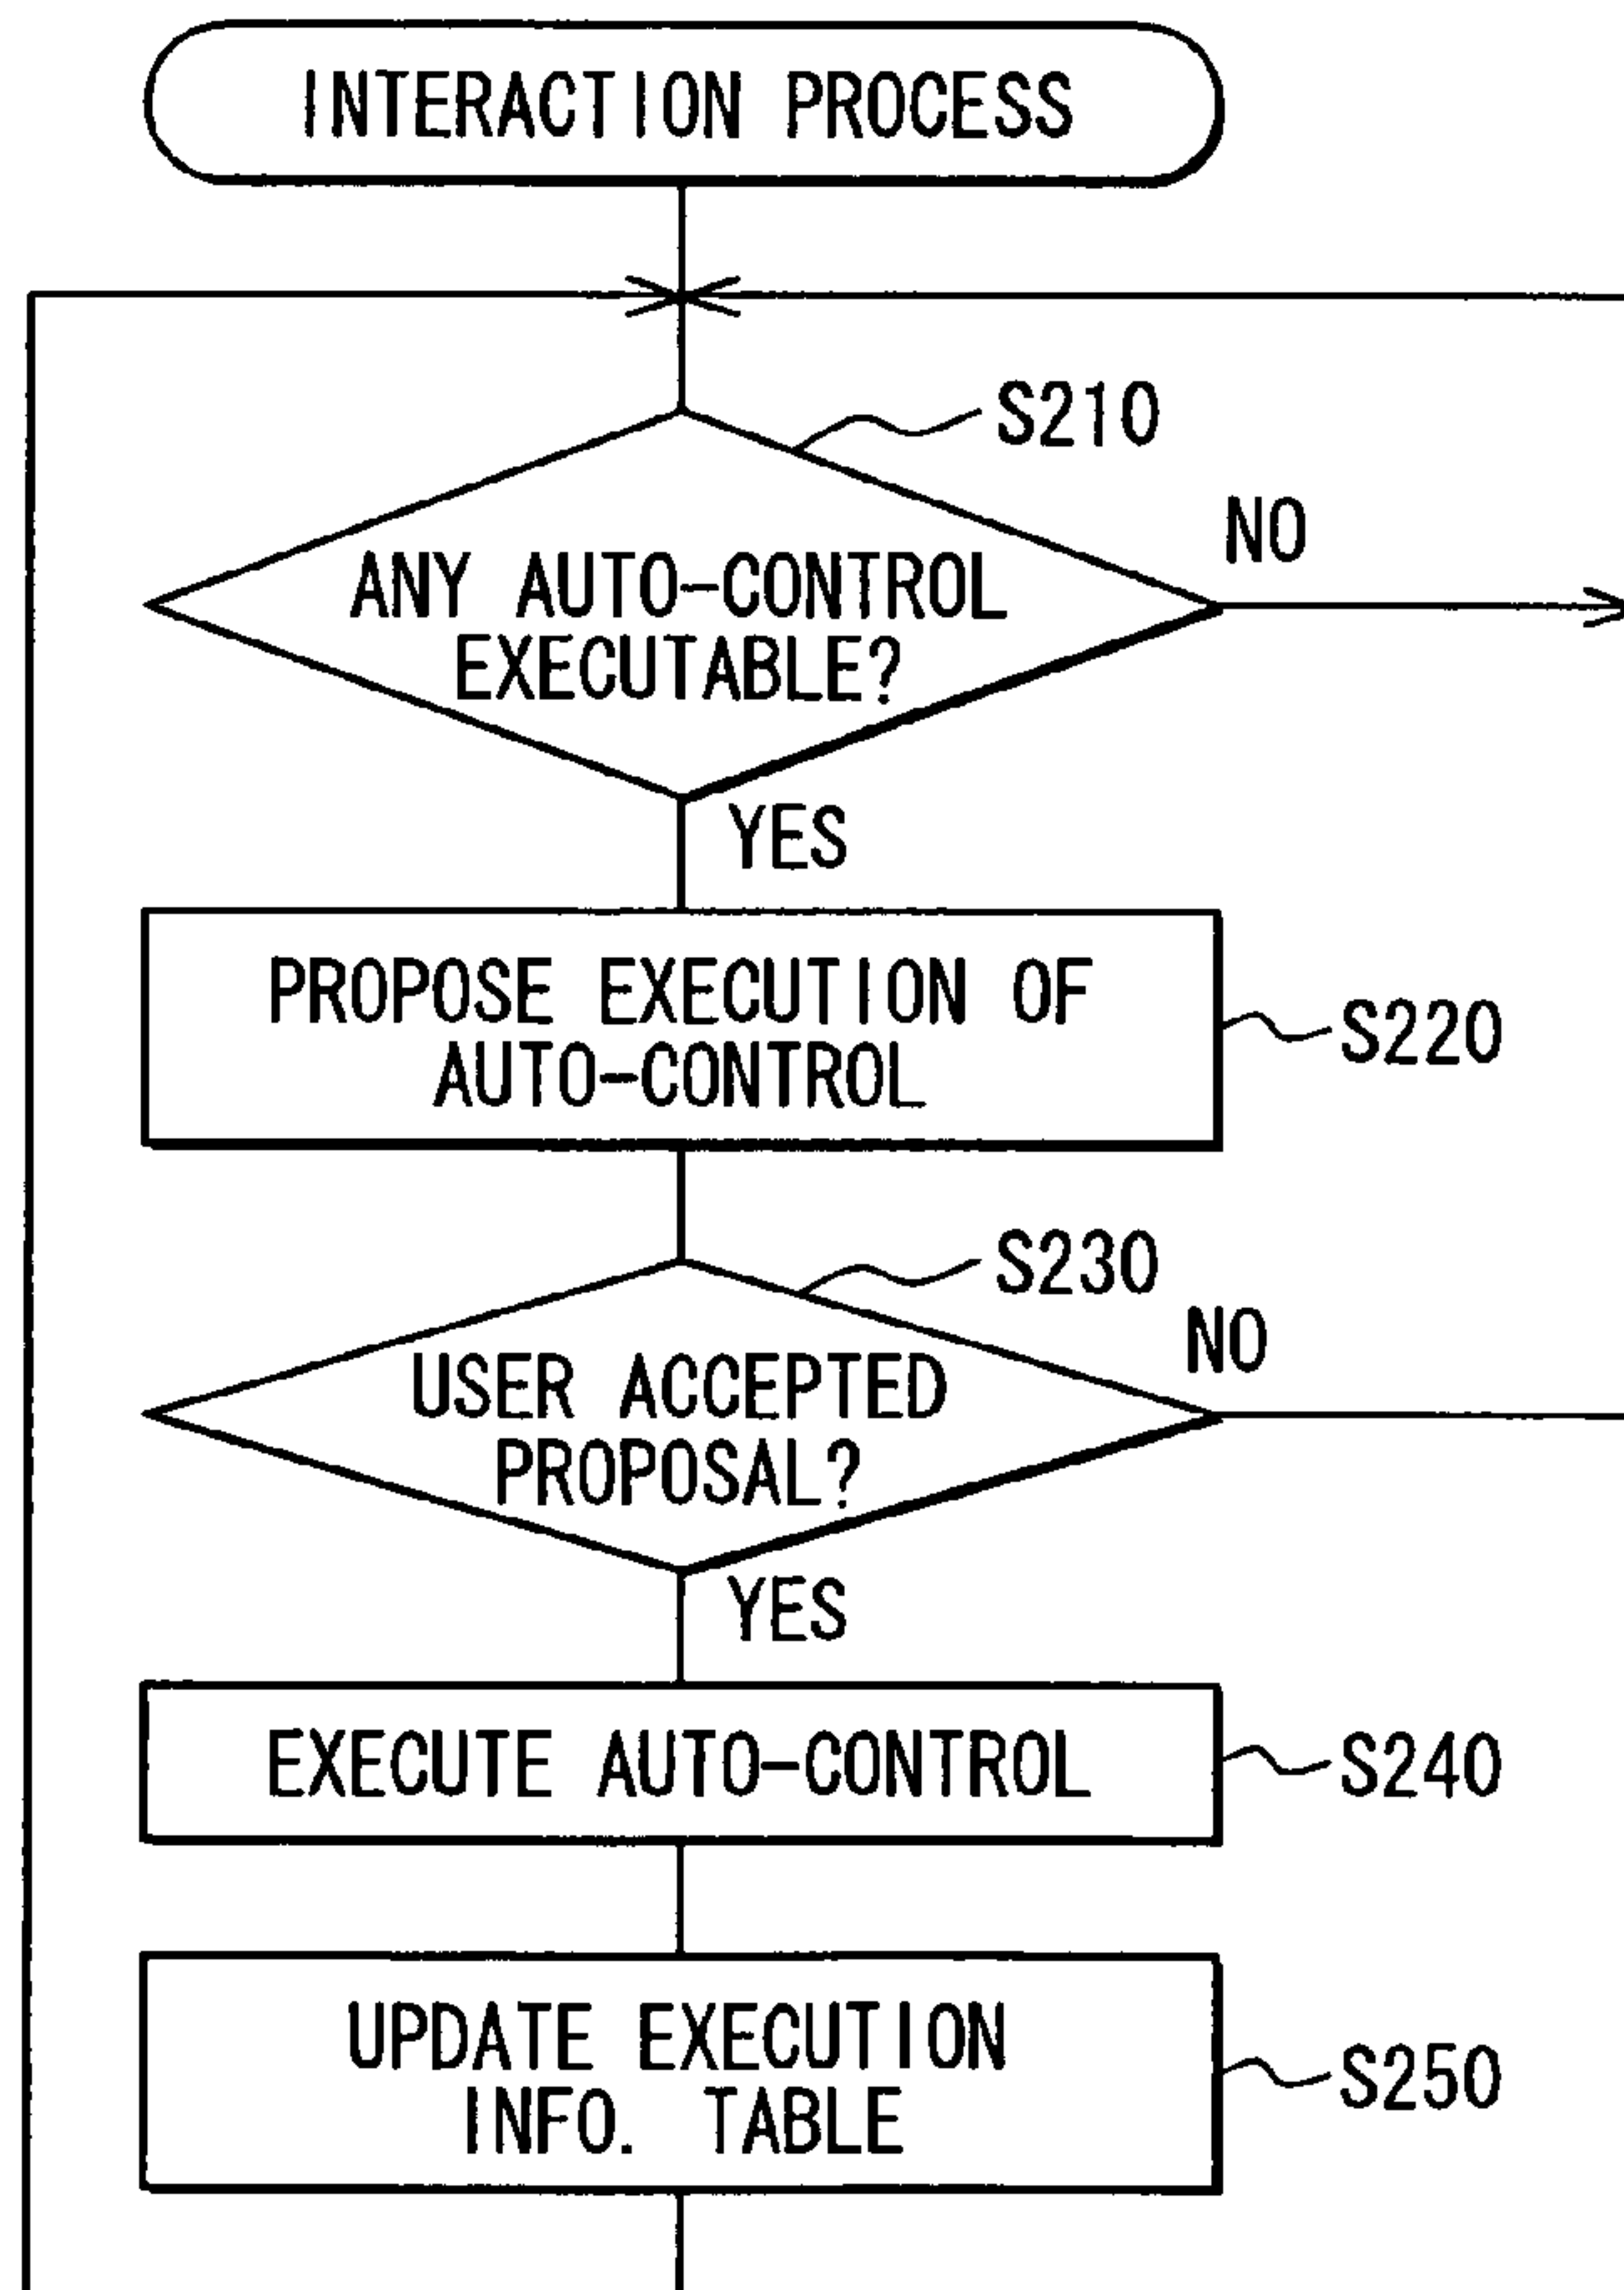 INTERACTION PROCESS
S210
NO
ANY AUTO-CONTROL
EXECUTABLE?
YES
PROPOSE EXECUTION OF
AUTO-CONTROL
S220
S230
NO
USER ACCEPTED
PROPOSAL?
YES
EXECUTE AUTO-CONTROL
S240
UPDATE EXECUTION
INFO. TABLE
S250